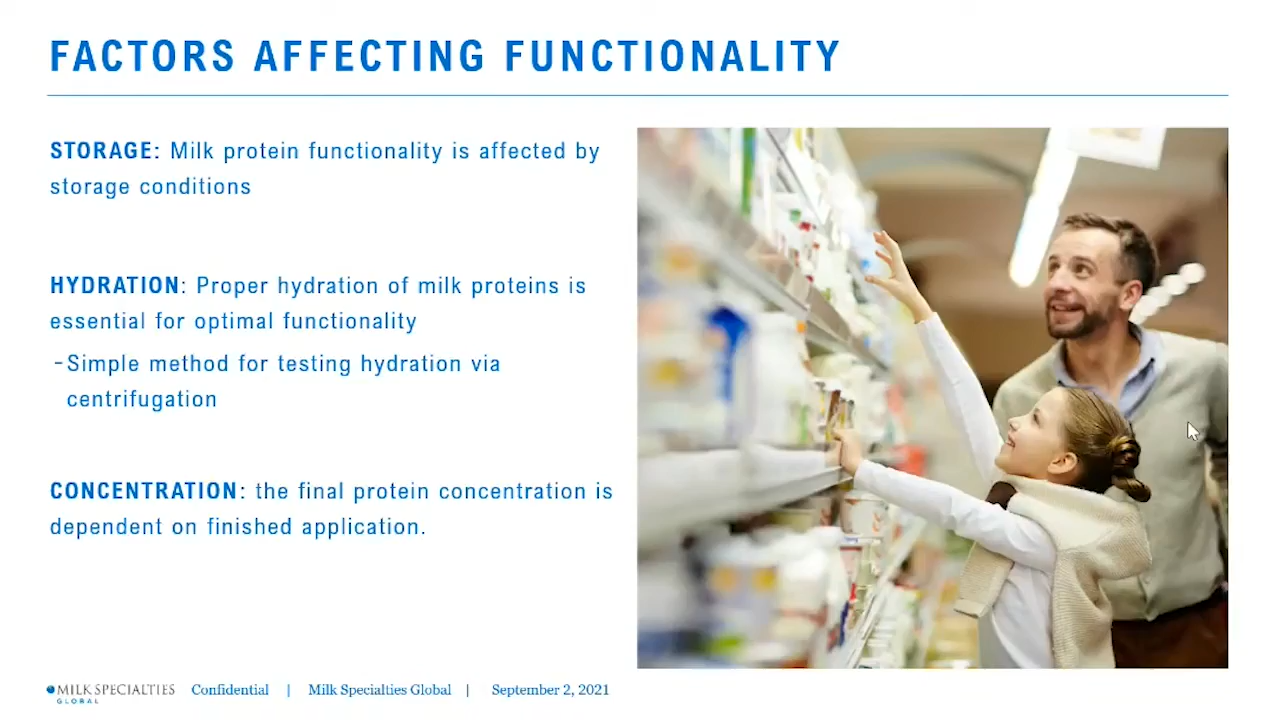 FACTORS AFFECTING FUNCTIONALITY
STORAGE: Milk protein functionality is affected by
storage conditions
HYDRATION: Proper hydration of milk proteins is
essential for optimal functionality
-Simple method for testing hydration via
centrifugation
CONCENTRATION: the final protein concentration is
dependent on finished application.
MILK SPECIALTIES
GLOBAL
Confidential | Milk Specialties Global | September 2, 2021